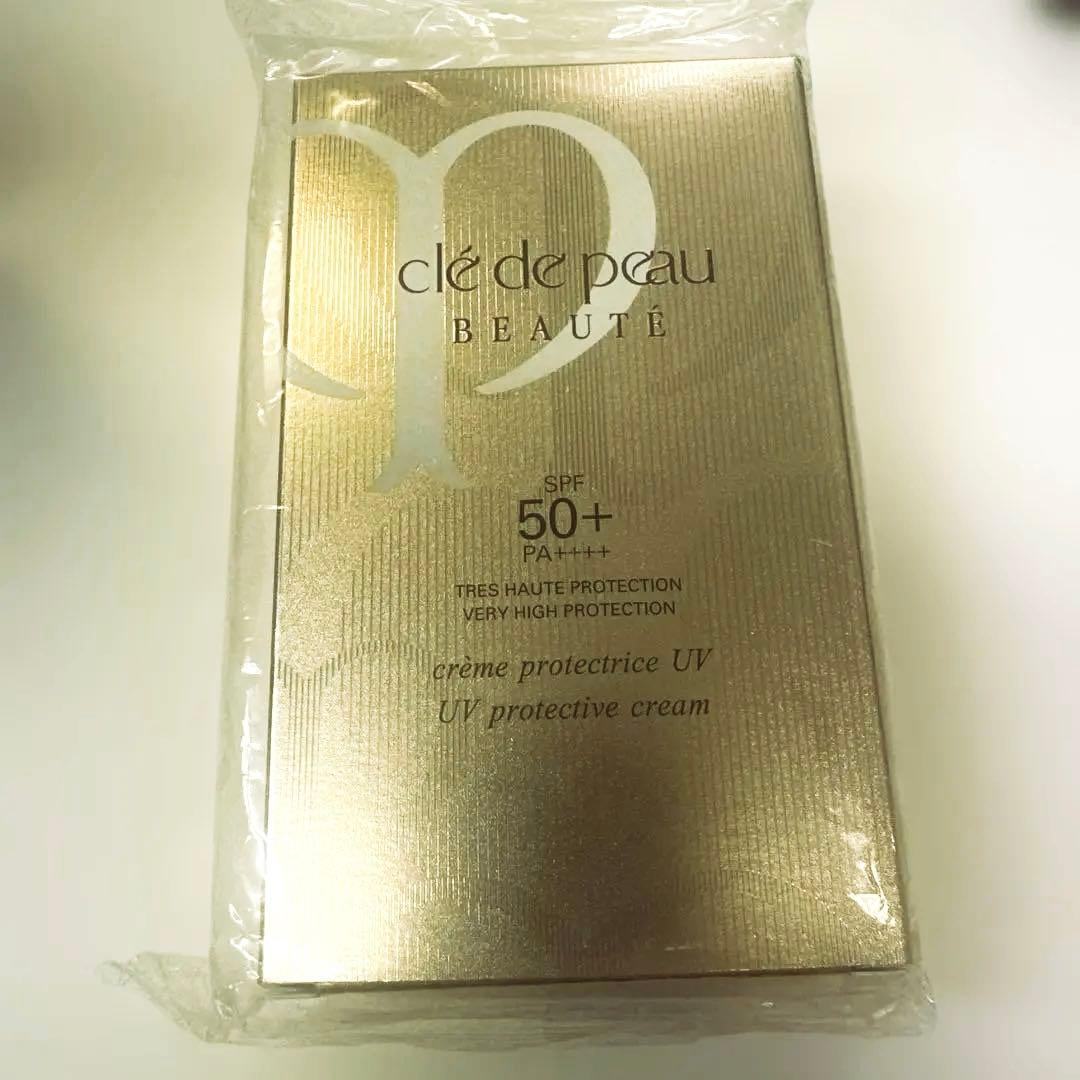 clé de peau
BEAUTÉ
SPF
50+
PA++++
TRES HAUTE PROTECTION
VERY HIGH PROTECTION
crème protectrice UV
UV protective cream